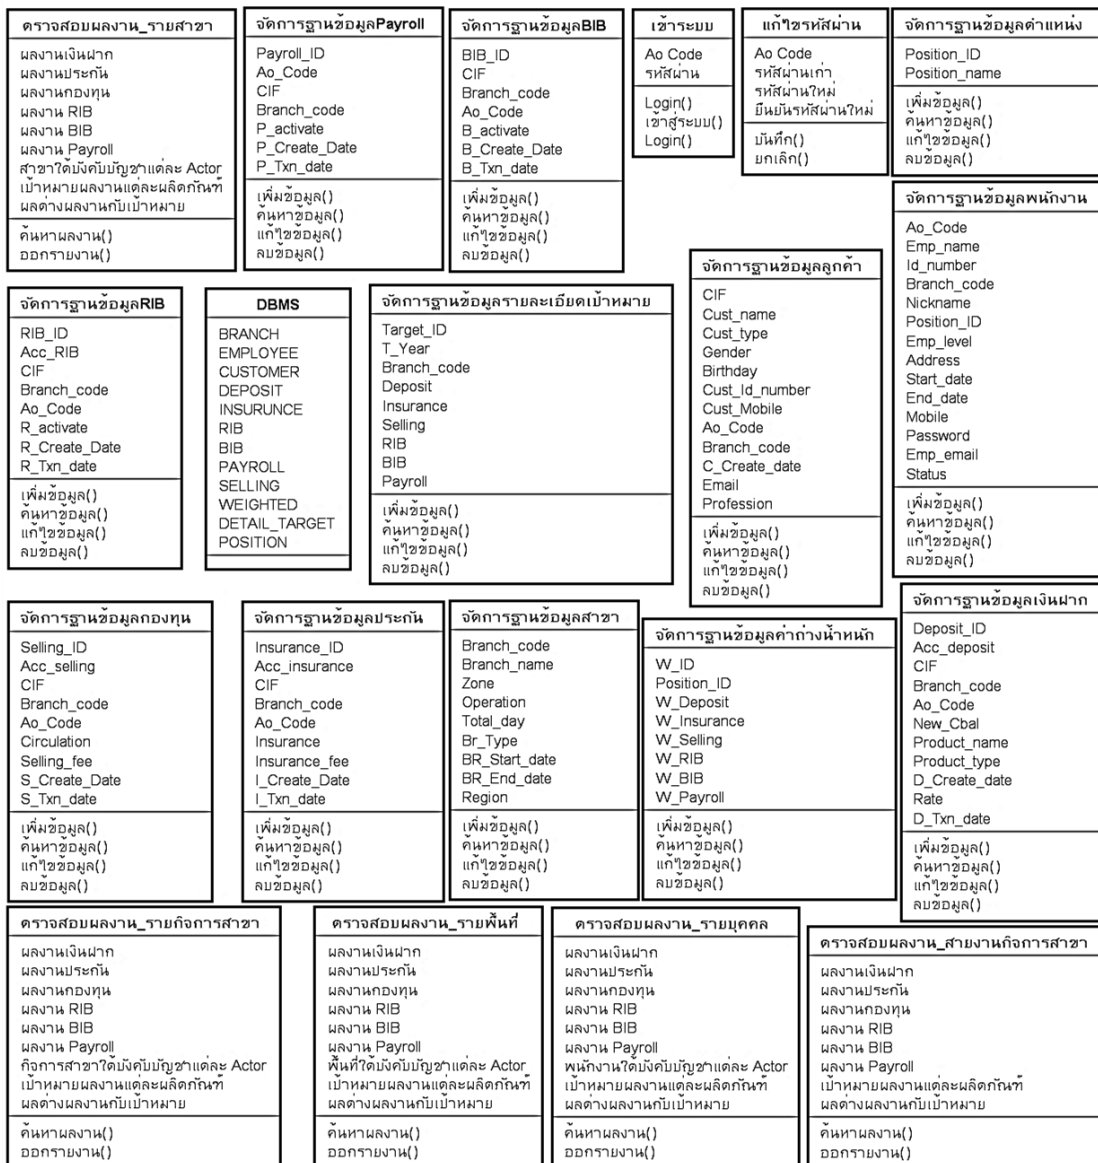 ตรวจสอบผลงาน_รายสาขา
ผลงานเงินฝาก
ผลงานประกัน
ผลงานกองทุน
ผลงาน RIB
ผลงาน BIB
ผลงาน Payroll
สาขาใต้บังคับบัญชาแต่ละ Actor
เป้าหมายผลงานแต่ละผลิตภัณฑ์
ผลต่างผลงานกับเป้าหมาย
ค้นหาผลงาน()
ออกรายงาน()
จัดการฐานข้อมูลPayroll
Payroll_ID
Ao_Code
CIF
Branch_code
P_activate
P_Create_Date
P_Txn_date
เพิ่มข้อมูล()
ค้นหาข้อมูล()
แก้ไขข้อมูล()
ลบข้อมูล()
จัดการฐานข้อมูลBIB
BIB_ID
CIF
Branch_code
Ao_Code
B_activate
B_Create_Date
B_Txn_date
เพิ่มข้อมูล()
ค้นหาข้อมูล()
แก้ไขข้อมูล()
ลบข้อมูล()
เข้าระบบ
Ao Code
รหัสผ่าน
Login()
เข้าสู่ระบบ()
Login()
แก้ไขรหัสผ่าน
Ao Code
รหัสผ่านเก่า
รหัสผ่านใหม่
ยืนยันรหัสผ่านใหม่
บันทึก()
ยกเลิก()
จัดการฐานข้อมูลตำแหน่ง
Position_ID
Position_name
เพิ่มข้อมูล()
ค้นหาข้อมูล()
แก้ไขข้อมูล()
ลบข้อมูล()
จัดการฐานข้อมูลพนักงาน
Ao_Code
Emp_name
Id_number
Branch_code
Nickname
Position_ID
Emp_level
Address
Start_date
End_date
Mobile
Password
Emp_email
Status
เพิ่มข้อมูล()
ค้นหาข้อมูล()
แก้ไขข้อมูล()
ลบข้อมูล()
จัดการฐานข้อมูลRIB
RIB_ID
Acc_RIB
CIF
Branch_code
Ao_Code
R_activate
R_Create_Date
R_Txn_date
เพิ่มข้อมูล()
ค้นหาข้อมูล()
แก้ไขข้อมูล()
ลบข้อมูล()
DBMS
BRANCH
EMPLOYEE
CUSTOMER
DEPOSIT
INSURUNCE
RIB
BIB
PAYROLL
SELLING
WEIGHTED
DETAIL_TARGET
POSITION
จัดการฐานข้อมูลรายละเอียดเป้าหมาย
Target_ID
T_Year
Branch_code
Deposit
Insurance
Selling
RIB
BIB
Payroll
เพิ่มข้อมูล()
ค้นหาข้อมูล()
แก้ไขข้อมูล()
ลบข้อมูล()
จัดการฐานข้อมูลลูกค้า
CIF
Cust_name
Cust_type
Gender
Birthday
Cust_Id_number
Cust_Mobile
Ao_Code
Branch_code
C_Create_date
Email
Profession
เพิ่มข้อมูล()
ค้นหาข้อมูล()
แก้ไขข้อมูล()
ลบข้อมูล()
จัดการฐานข้อมูลกองทุน
Selling_ID
Acc_selling
CIF
Branch_code
Ao_Code
Circulation
Selling_fee
S_Create_Date
S_Txn_date
เพิ่มข้อมูล()
ค้นหาข้อมูล()
แก้ไขข้อมูล()
ลบข้อมูล()
จัดการฐานข้อมูลประกัน
Insurance_ID
Acc_insurance
CIF
Branch_code
Ao_Code
Insurance
Insurance_fee
I_Create_Date
I_Txn_date
เพิ่มข้อมูล()
ค้นหาข้อมูล()
แก้ไขข้อมูล()
ลบข้อมูล()
จัดการฐานข้อมูลสาขา
Branch_code
Branch_name
Zone
Operation
Total_day
Br_Type
BR_Start_date
BR_End_date
Region
เพิ่มข้อมูล()
ค้นหาข้อมูล()
แก้ไขข้อมูล()
ลบข้อมูล()
จัดการฐานข้อมูลค่าถ่วงน้ำหนัก
W_ID
Position_ID
W_Deposit
W_Insurance
W_Selling
W_RIB
W_BIB
W_Payroll
เพิ่มข้อมูล()
ค้นหาข้อมูล()
แก้ไขข้อมูล()
ลบข้อมูล()
จัดการฐานข้อมูลเงินฝาก
Deposit_ID
Acc_deposit
CIF
Branch_code
Ao_Code
New_Cbal
Product_name
Product_type
D_Create_date
Rate
D_Txn_date
เพิ่มข้อมูล()
ค้นหาข้อมูล()
แก้ไขข้อมูล()
ลบข้อมูล()
ตรวจสอบผลงาน_รายกิจการสาขา
ผลงานเงินฝาก
ผลงานประกัน
ผลงานกองทุน
ผลงาน RIB
ผลงาน BIB
ผลงาน Payroll
กิจการสาขาใต้บังคับบัญชาแต่ละ Actor
เป้าหมายผลงานแต่ละผลิตภัณฑ์
ผลต่างผลงานกับเป้าหมาย
ค้นหาผลงาน()
ออกรายงาน()
ตรวจสอบผลงาน_รายพื้นที่
ผลงานเงินฝาก
ผลงานประกัน
ผลงานกองทุน
ผลงาน RIB
ผลงาน BIB
ผลงาน Payroll
พื้นที่ใต้บังคับบัญชาแต่ละ Actor
เป้าหมายผลงานแต่ละผลิตภัณฑ์
ผลต่างผลงานกับเป้าหมาย
ค้นหาผลงาน()
ออกรายงาน()
ตรวจสอบผลงาน_รายบุคคล
ผลงานเงินฝาก
ผลงานประกัน
ผลงานกองทุน
ผลงาน RIB
ผลงาน BIB
ผลงาน Payroll
พนักงานใต้บังคับบัญชาแต่ละ Actor
เป้าหมายผลงานแต่ละผลิตภัณฑ์
ผลต่างผลงานกับเป้าหมาย
ค้นหาผลงาน()
ออกรายงาน()
ตรวจสอบผลงาน_สายงานกิจการสาขา
ผลงานเงินฝาก
ผลงานประกัน
ผลงานกองทุน
ผลงาน RIB
ผลงาน BIB
ผลงาน Payroll
เป้าหมายผลงานแต่ละผลิตภัณฑ์
ผลต่างผลงานกับเป้าหมาย
ค้นหาผลงาน()
ออกรายงาน()